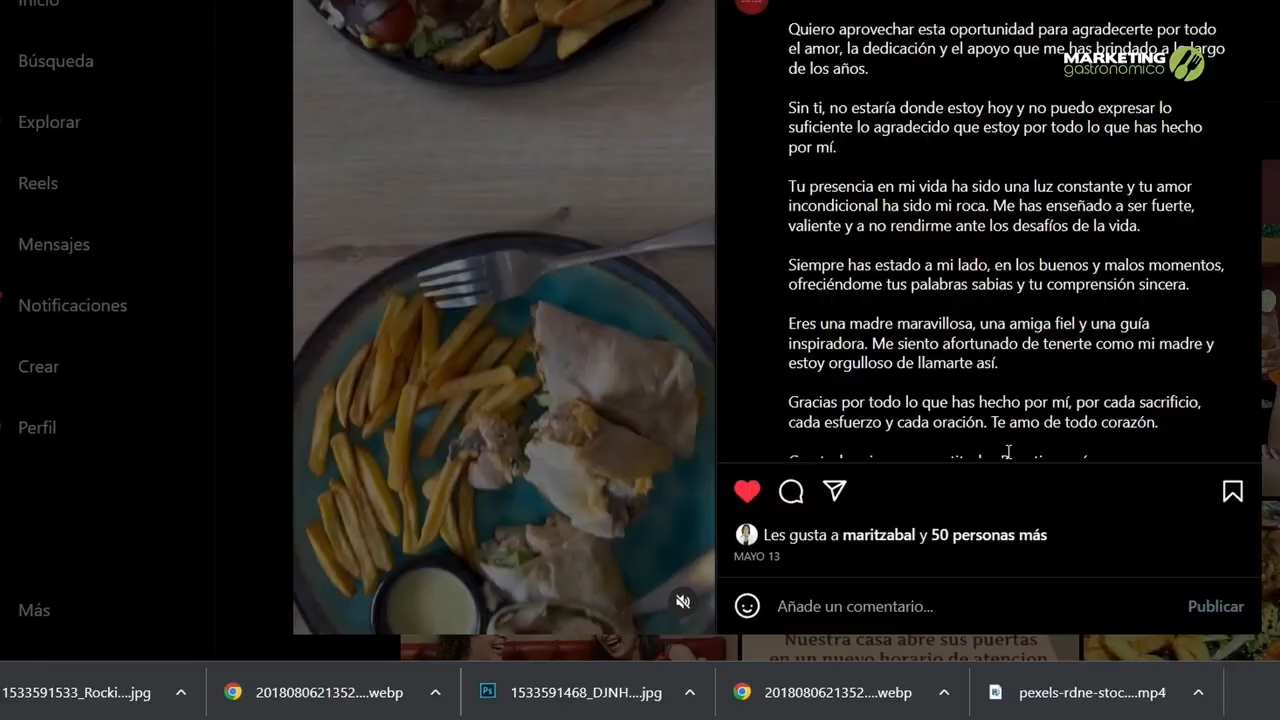 Inicio
Búsqueda
Explorar
Reels
Mensajes
Notificaciones
Crear
Perfil
Más
Quiero aprovechar esta oportunidad para agradecerte por todo
el amor, la dedicación y el apoyo que me has brindado a lo largo
de los años.
MARKETING
gastronómico
Sin ti, no estaría donde estoy hoy y no puedo expresar lo
suficiente lo agradecido que estoy por todo lo que has hecho
por mí.
Tu presencia en mi vida ha sido una luz constante y tu amor
incondicional ha sido mi roca. Me has enseñado a ser fuerte,
valiente y a no rendirme ante los desafíos de la vida.
Siempre has estado a mi lado, en los buenos y malos momentos,
ofreciéndome tus palabras sabias y tu comprensión sincera.
Eres una madre maravillosa, una amiga fiel y una guía
inspiradora. Me siento afortunado de tenerte como mi madre y
estoy orgulloso de llamarte así.
Gracias por todo lo que has hecho por mí, por cada sacrificio,
cada esfuerzo y cada oración. Te amo de todo corazón.
Les gusta a maritzabal y 50 personas más
MAYO 13
Añade un comentario...
Publicar
Nuestra casa abre sus puertas
en un nuevo horario de atencion
1533591533_Rocki....jpg
2018080621352....webp
Ps
1533591468_DJNH....jpg
2018080621352....webp
pexels-rdne-stoc....mp4